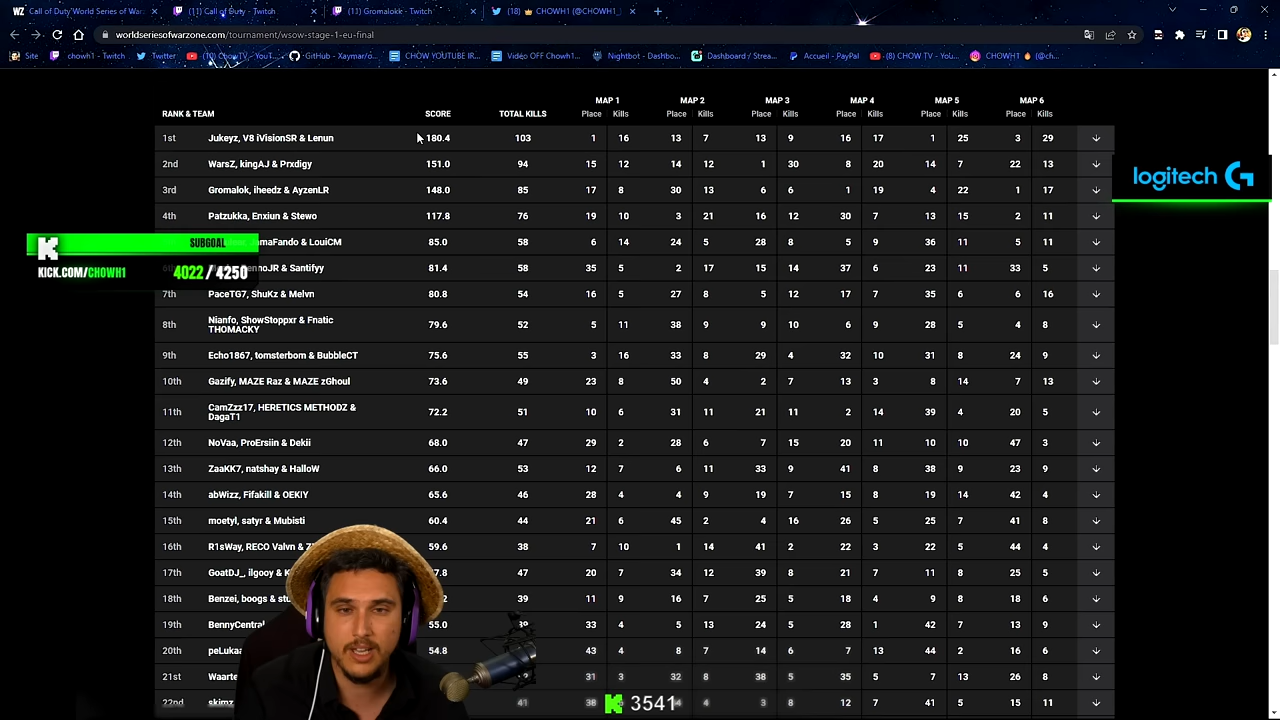 Call of Duty World Series of War (11) Call of Duty - Twitch (11) Gromalokk - Twitch (18) CHOWH1 (@CHOWH1_
worldseriesofwarzone.com/tournament/wsow-stage-1-eu-final
Site chowh1 - Twitch Twitter GitHub - Xaymar/o... CHOW YOUTUBE IR... Vidéo OFF Chowh1... Nightbot - Dashbo... Dashboard / Strea... Accueil - PayPal (8) CHOW TV - You... CHOWH1 (@ch...
MAP 1 MAP 2 MAP 3 MAP 4 MAP 5 MAP 6
RANK & TEAM SCORE TOTAL KILLS Place Kills Place Kills Place Kills Place Kills Place Kills Place Kills
1st Jukeyz, V8 iVisionSR & Lenun 180.4 103 1 16 13 7 13 9 16 17 1 25 3 29
2nd WarsZ, kingAJ & Prxdigy 151.0 94 15 12 14 12 1 30 8 20 14 7 22 13
3rd Gromalok, iheedz & AyzenLR 148.0 85 17 8 30 13 6 6 1 19 4 22 1 17
4th Patzukka, Enxiun & Stewo 117.8 76 19 10 3 21 16 12 30 7 13 15 2 11
maFando & LouiCM 85.0 58 6 14 24 5 28 8 5 9 36 11 5 11
nnoJR & Santifyy 81.4 58 35 5 2 17 15 14 37 6 23 11 33 5
7th PaceTG7, ShuKz & Melvn 80.8 54 16 5 27 8 5 12 17 7 35 6 6 16
8th Nianfo, ShowStoppxr & Fnatic
THOMACKY 79.6 52 5 11 38 9 9 10 6 9 28 5 4 8
9th Echo1867, tomsterbom & BubbleCT 75.6 55 3 16 33 8 29 4 32 10 31 8 24 9
10th Gazify, MAZE Raz & MAZE zGhoul 73.6 49 23 8 50 4 2 7 13 3 8 14 7 13
11th CamZzz17, HERETICS METHODZ &
DagaT1 72.2 51 10 6 31 11 21 11 2 14 39 4 20 5
12th NoVaa, ProErsiin & Dekii 68.0 47 29 2 28 6 7 15 20 11 10 10 47 3
13th ZaaKK7, natshay & HalloW 66.0 53 12 7 6 11 33 9 41 8 38 9 23 9
14th abWizz, Fifakill & OEKIY 65.6 46 28 4 4 9 19 7 15 8 19 14 42 4
15th moetyl, satyr & Mubisti 60.4 44 21 6 45 2 4 16 26 5 25 7 41 8
16th R1sWay, RECO Valvn & 59.6 38 7 10 1 14 41 2 22 3 22 5 44 4
17th GoatDJ_, ilgooy & 7.8 47 20 7 34 12 39 8 21 7 11 8 25 5
18th Benzei, boogs & 39 11 9 16 7 25 5 18 4 9 8 18 6
19th BennyCentral 55.0 39 33 4 5 13 24 5 28 1 42 7 13 9
20th peLukaa 54.8 43 4 8 7 14 6 7 13 44 2 16 6
21st Waarte 31 3 32 8 38 5 35 5 7 13 26 8
22nd skimz 41 38 3 8 12 7 41 5 15 11
logitech G
SUBGOAL
KICK.COM/CHOWH1 4022 / 4250
K 3541